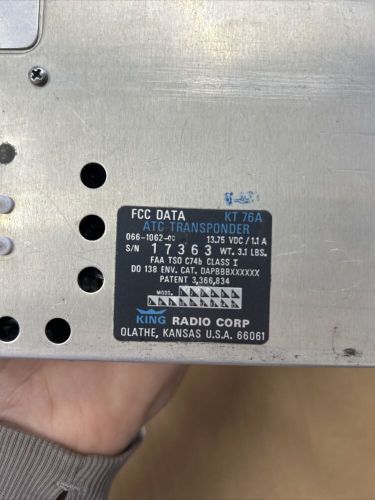 FCC DATA KT 76A
ATC TRANSPONDER
066-1062-00 13.75 VDC / 1.1 A
S/N 17363 WT. 3.1 LBS.
FAA TSO C74b CLASS I
DO 138 ENV. CAT. DAPBBBXXXXXX
PATENT 3,366,834
MODS.
KING RADIO CORP
OLATHE, KANSAS U.S.A. 66061